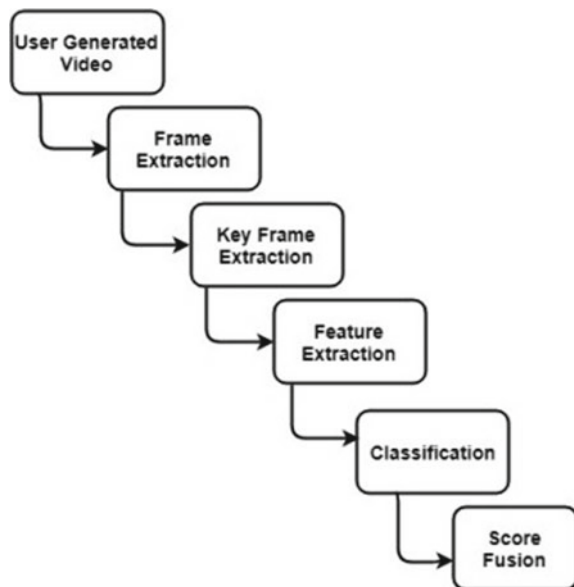 User Generated
Video
Frame
Extraction
Key Frame
Extraction
Feature
Extraction
Classification
Score
Fusion